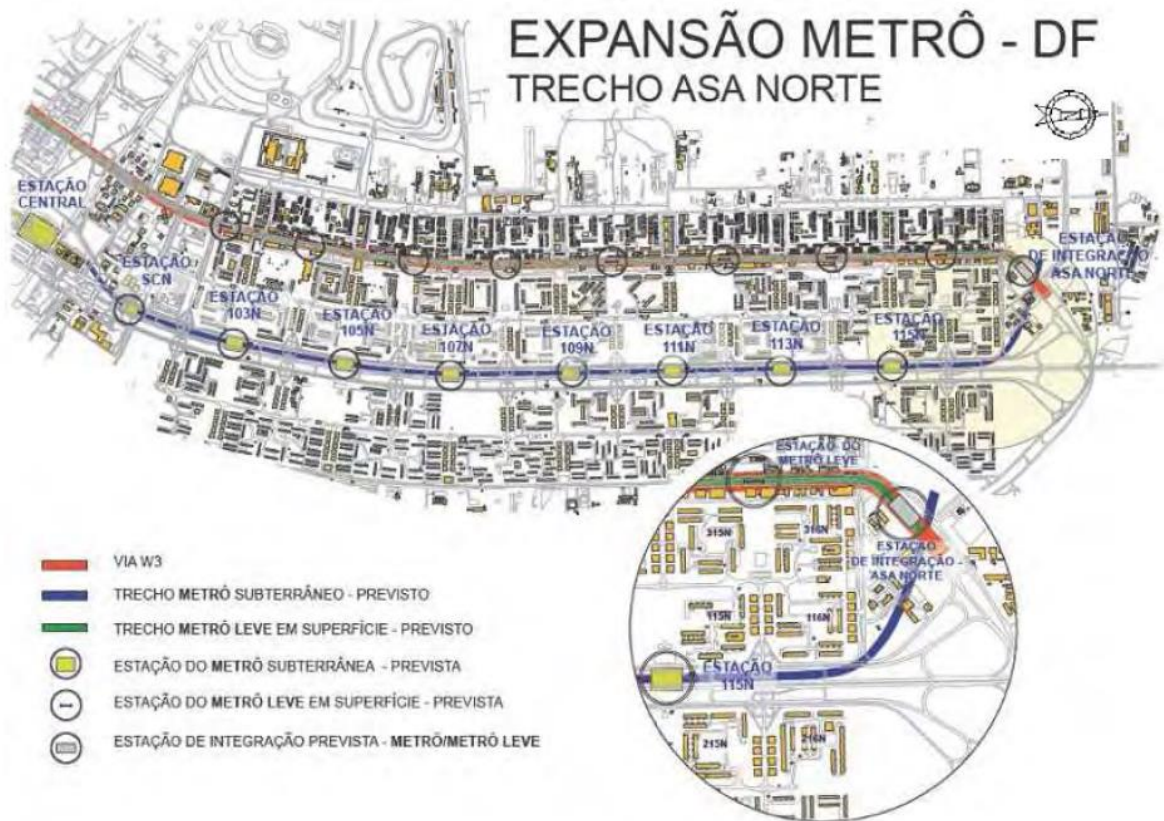 EXPANSÃO METRÔ - DF
TRECHO ASA NORTE
ESTAÇÃO
CENTRAL
ESTAÇÃO
SCN
ESTAÇÃO
103N
ESTAÇÃO
105N
ESTAÇÃO
107N
ESTAÇÃO
109N
ESTAÇÃO
111N
ESTAÇÃO
113N
ESTAÇÃO
115N
ESTAÇÃO
DE INTEGRAÇÃO -
ASA NORTE
ESTAÇÃO DO
METRÔ LEVE
315N
316N
ESTAÇÃO
DE INTEGRAÇÃO -
ASA NORTE
115N
116N
ESTAÇÃO
115N
215N
216N
VIA W3
TRECHO METRÔ SUBTERRÂNEO - PREVISTO
TRECHO METRÔ LEVE EM SUPERFÍCIE - PREVISTO
ESTAÇÃO DO METRÔ SUBTERRÂNEA - PREVISTA
ESTAÇÃO DO METRÔ LEVE EM SUPERFÍCIE - PREVISTA
ESTAÇÃO DE INTEGRAÇÃO PREVISTA - METRÔ/METRÔ LEVE